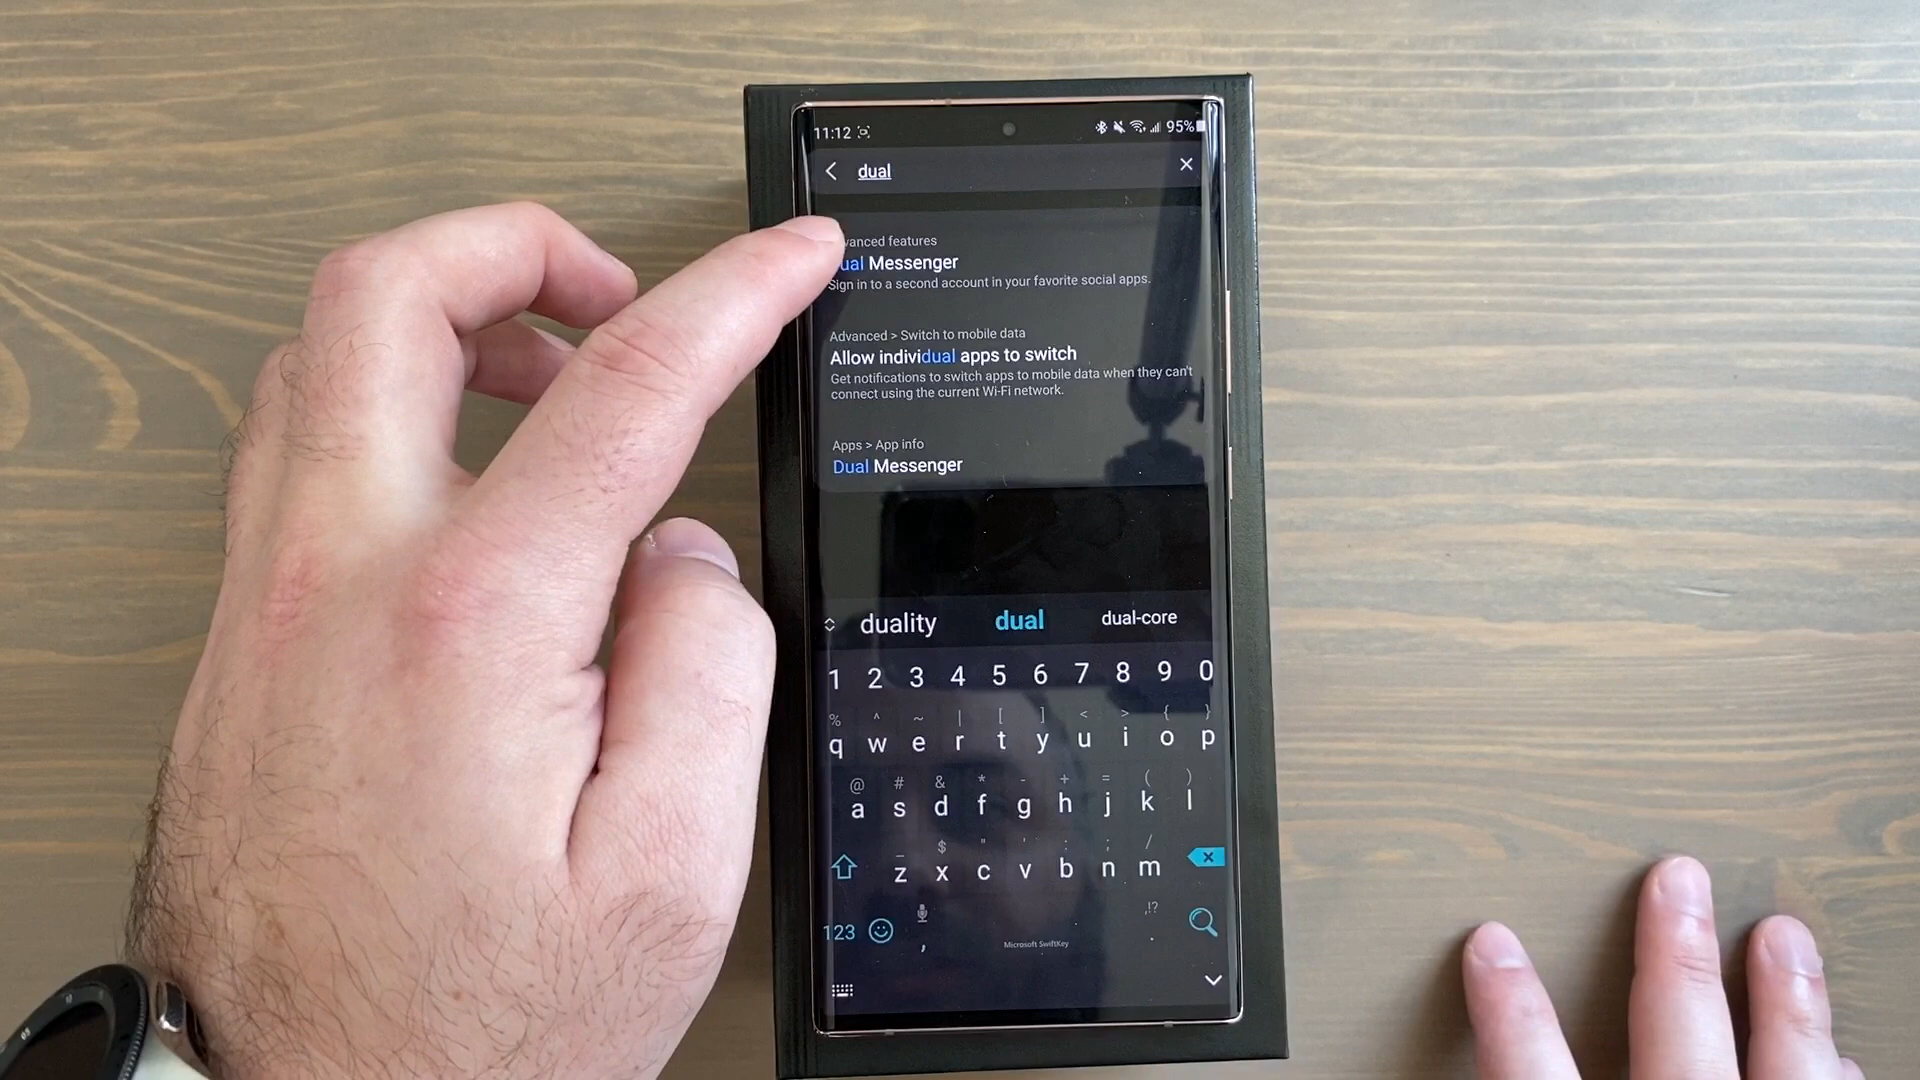 11:12 95%
dual
vanced features
ual Messenger
Sign in to a second account in your favorite social apps.
Advanced > Switch to mobile data
Allow individual apps to switch
Get notifications to switch apps to mobile data when they can't
connect using the current Wi-Fi network.
Apps > App info
Dual Messenger
duality dual dual-core
1 2 3 4 5 6 7 8 9 0
% ^ ~ | [ ] < > { }
q w e r t y u i o p
@ # & * - + = ( )
a s d f g h j k l
_ $ " ' : ; /
z x c v b n m
,!?
123 , Microsoft SwiftKey .